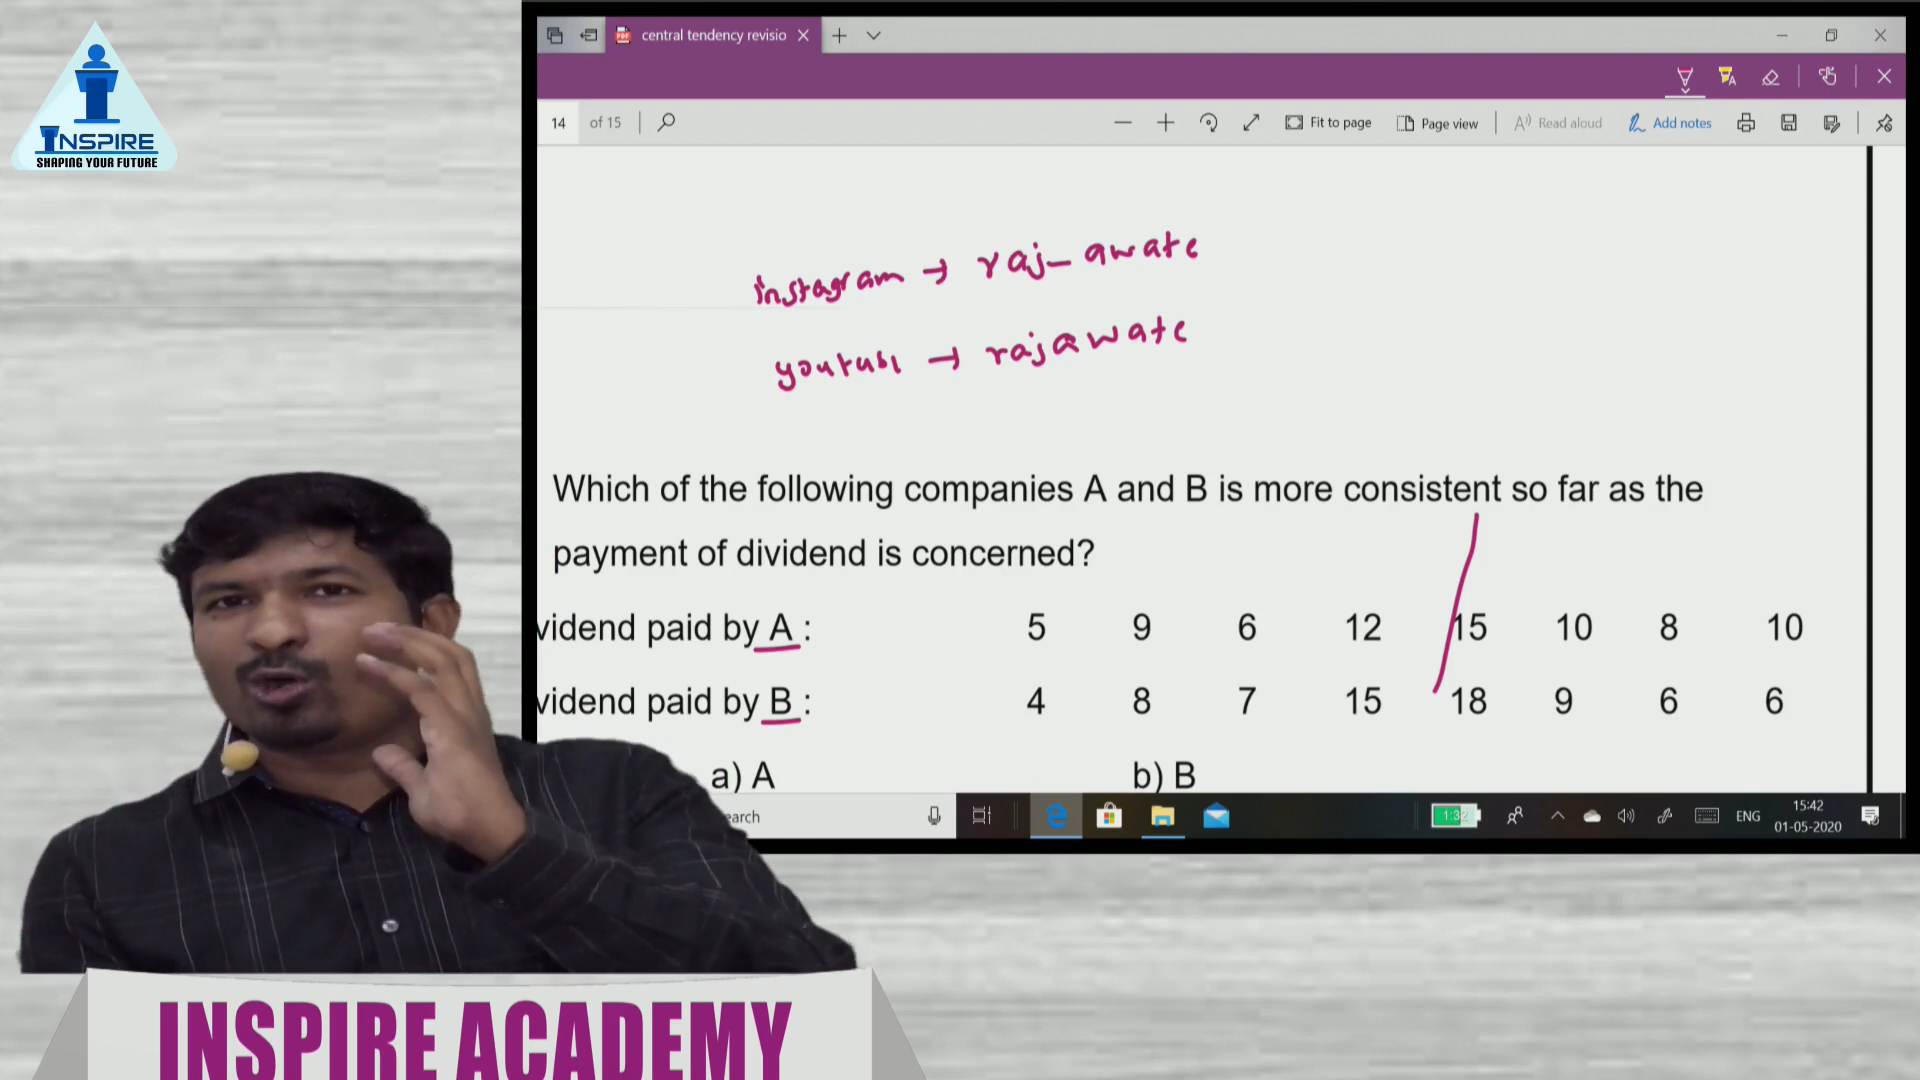 INSPIRE
SHAPING YOUR FUTURE
central tendency revisio
14 of 15
Fit to page
Page view
Read aloud
Add notes
instagram → raj_awate
→ rajawate
Which of the following companies A and B is more consistent so far as the
payment of dividend is concerned?
vidend paid by A : 5 9 6 12 15 10 8 10
vidend paid by B : 4 8 7 15 18 9 6 6
a) A b) B
earch
ENG
15:42
01-05-2020
INSPIRE ACADEMY